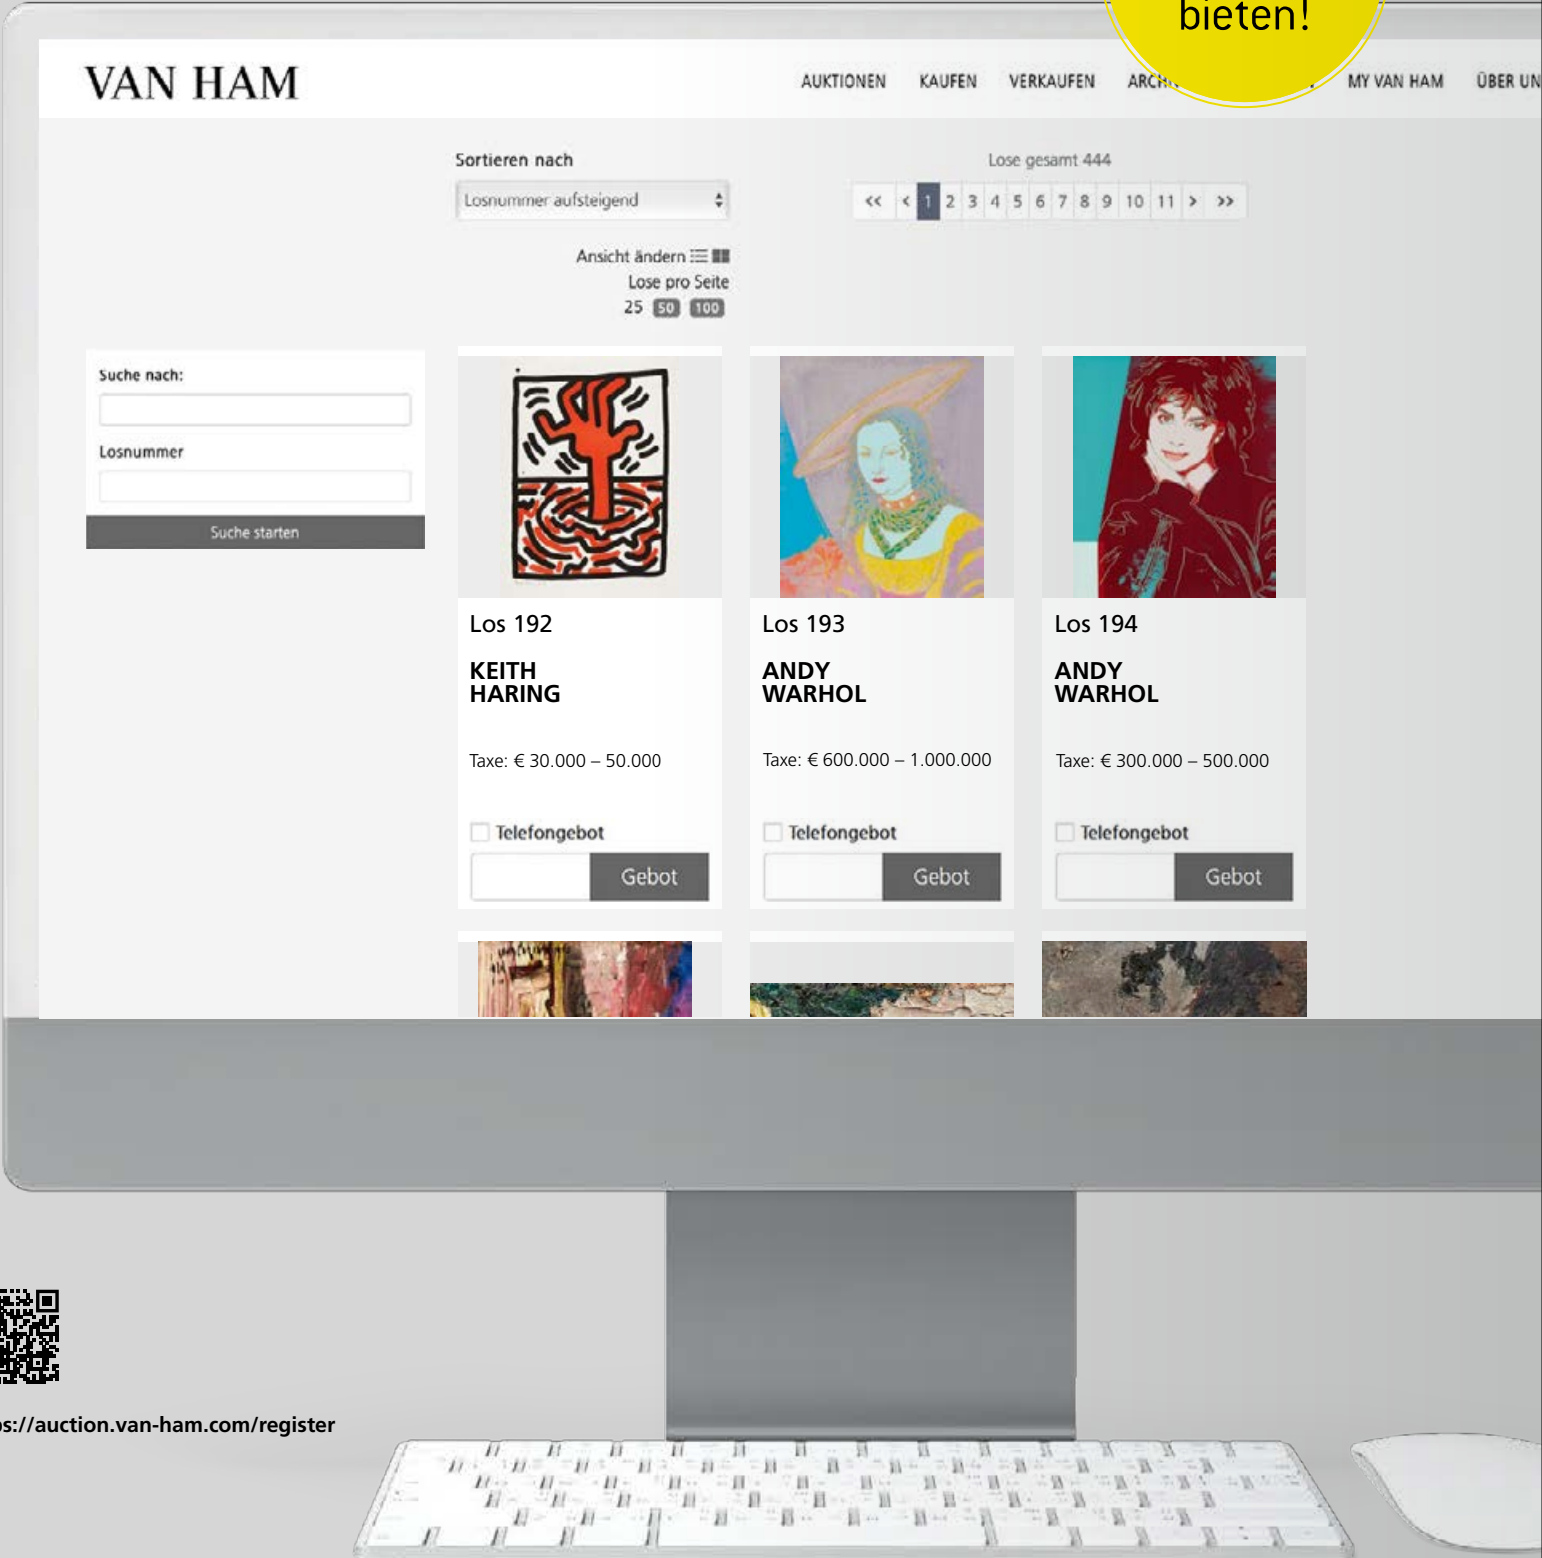 bieten!
VAN HAM
AUKTIONEN KAUFEN VERKAUFEN MY VAN HAM ÜBER UN
Sortieren nach
Losnummer aufsteigend
Lose gesamt 444
<< < 1 2 3 4 5 6 7 8 9 10 11 > >>
Ansicht ändern
Lose pro Seite
25 50 100
Suche nach:
Losnummer
Suche starten
Los 192
KEITH
HARING
Taxe: € 30.000 – 50.000
Telefongebot
Gebot
Los 193
ANDY
WARHOL
Taxe: € 600.000 – 1.000.000
Telefongebot
Gebot
Los 194
ANDY
WARHOL
Taxe: € 300.000 – 500.000
Telefongebot
Gebot
ps://auction.van-ham.com/register